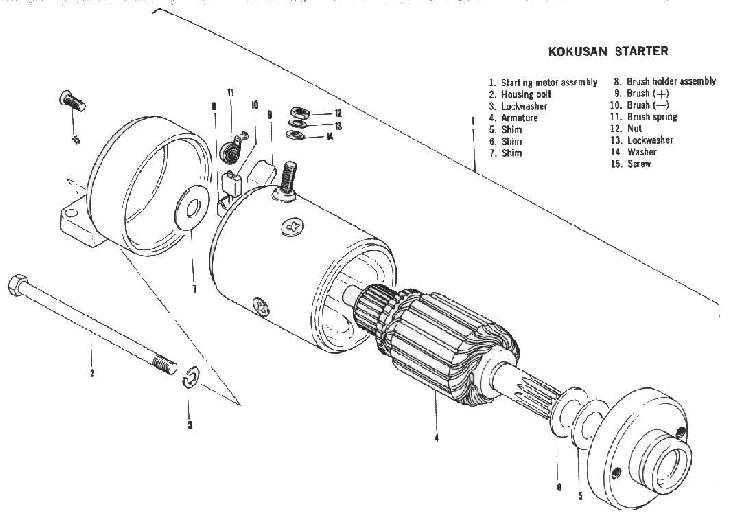 KOKUSAN STARTER
1. Starting motor assembly
2. Housing bolt
3. Lockwasher
4. Armature
5. Shim
6. Shim
7. Shim
8. Brush holder assembly
9. Brush (+)
10. Brush (—)
11. Brush spring
12. Nut
13. Lockwasher
14 Washer
15. Screw
11
8
10
9
12
13
14
15
1
7
2
3
4
6
5